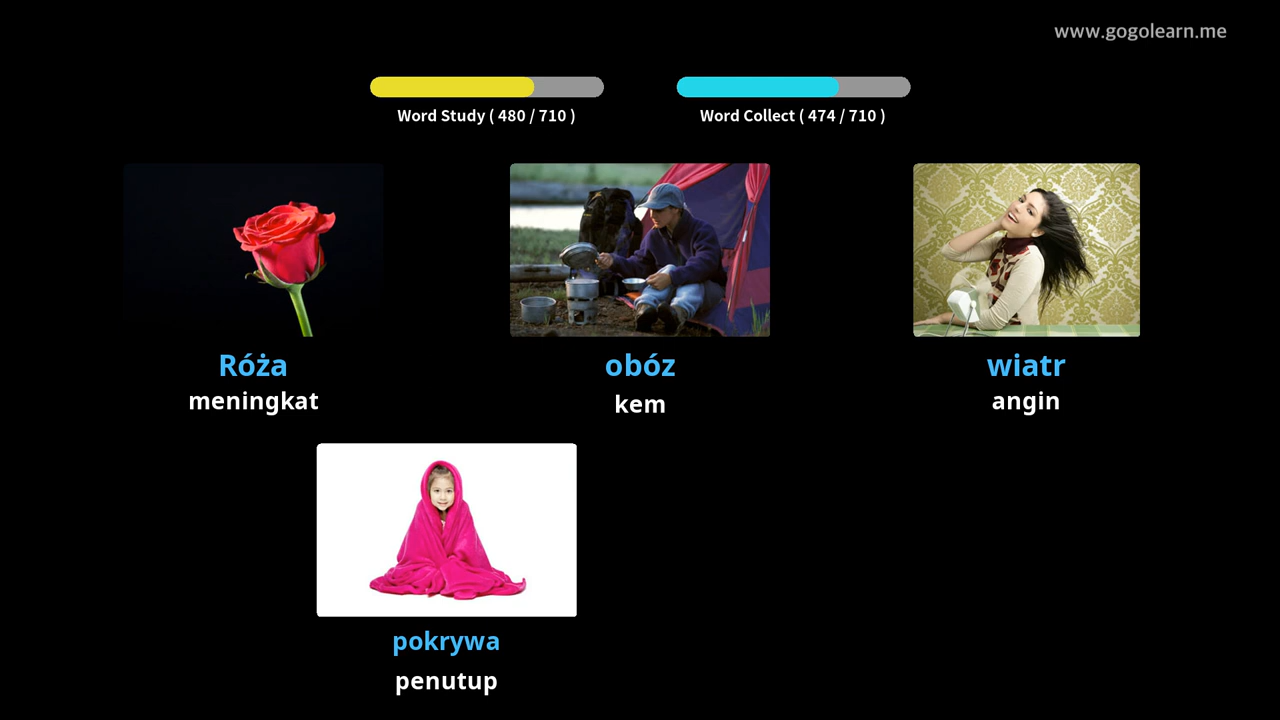 www.gogolearn.me
Word Study ( 480 / 710 )
Word Collect ( 474 / 710 )
Róża
meningkat
obóz
kem
wiatr
angin
pokrywa
penutup